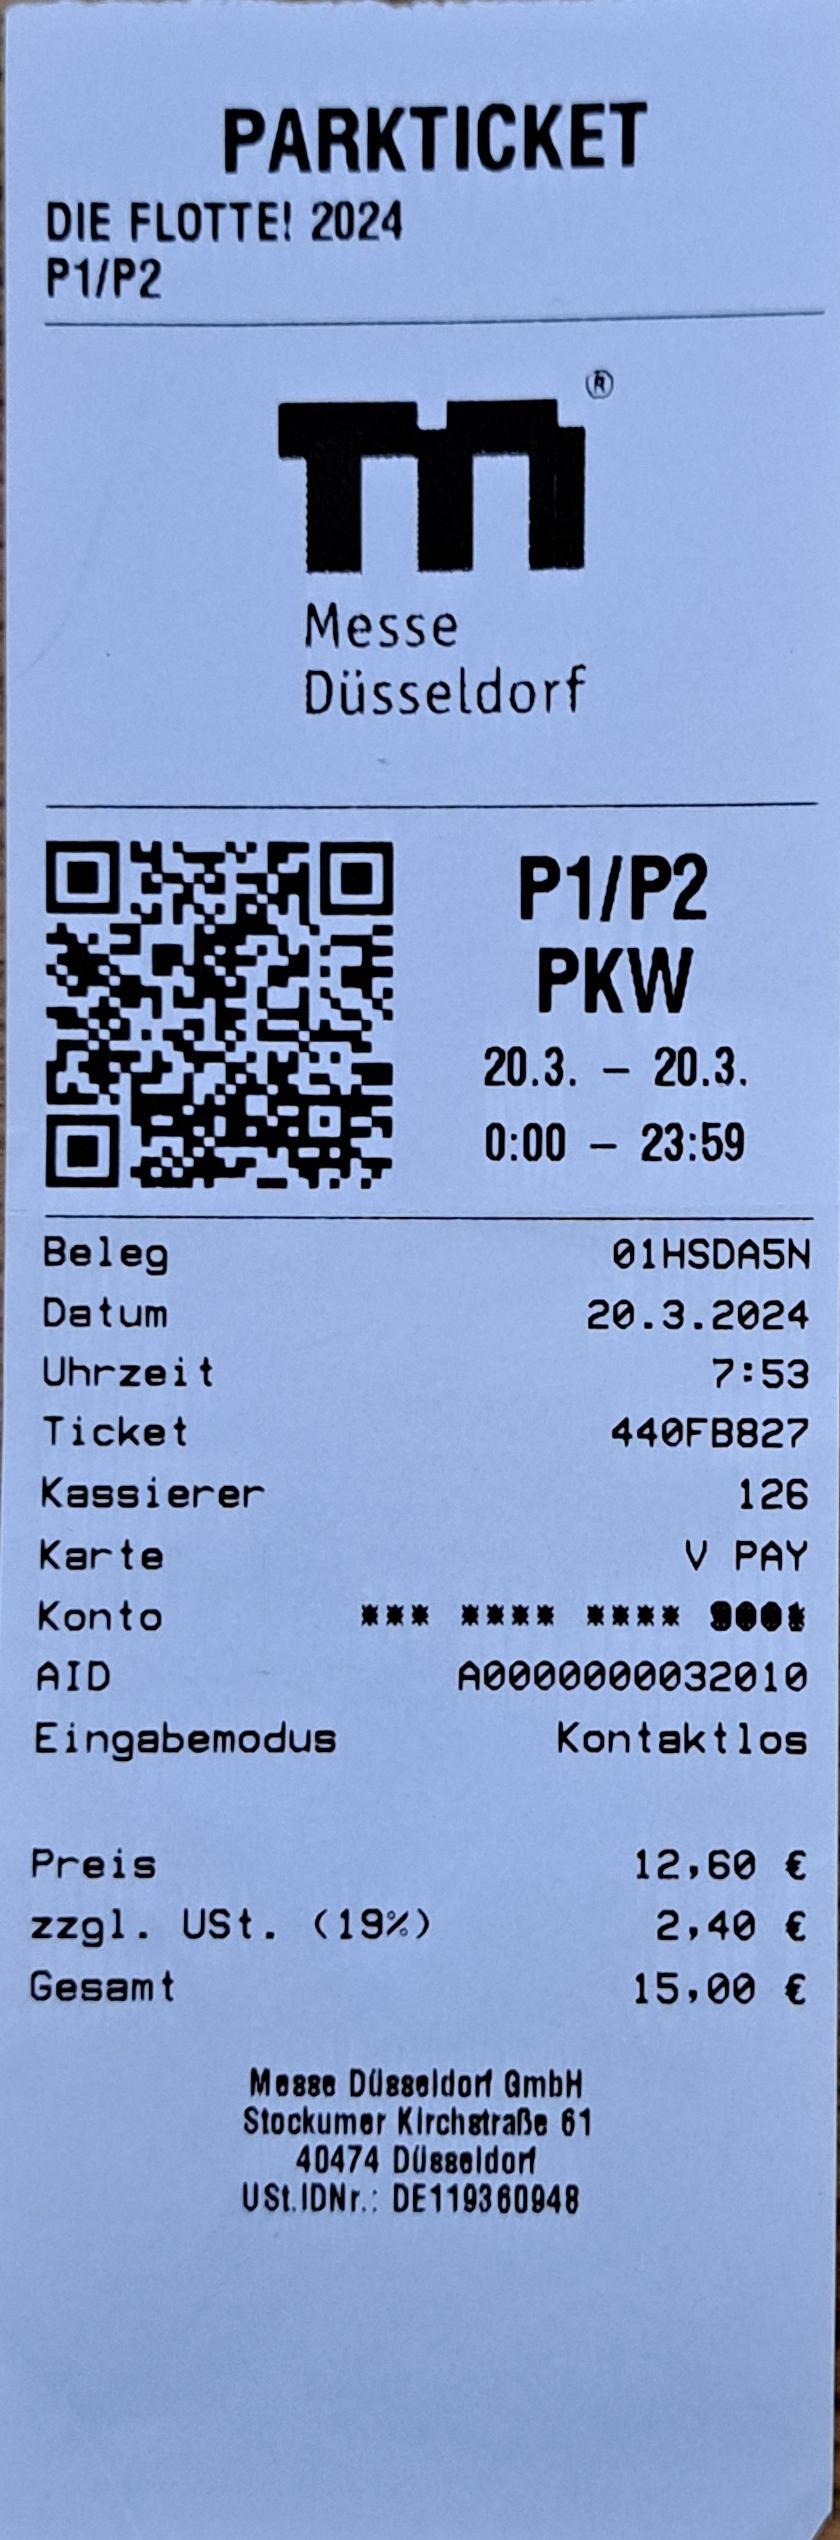 PARKTICKET
DIE FLOTTE! 2024
P1/P2
®
Messe
Düsseldorf
P1/P2
PKW
20.3. – 20.3.
0:00 – 23:59
Beleg 01HSDA5N
Datum 20.3.2024
Uhrzeit 7:53
Ticket 440FB827
Kassierer 126
Karte V PAY
Konto *** **** ****
AID A0000000032010
Eingabemodus Kontaktlos
Preis 12,60 €
zzgl. USt. (19%) 2,40 €
Gesamt 15,00 €
Messe Düsseldorf GmbH
Stockumer Kirchstraße 61
40474 Düsseldorf
USt.IDNr.: DE119360948